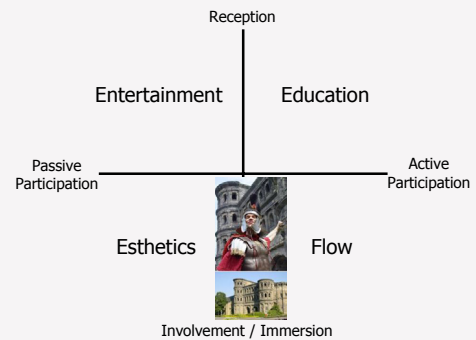 Reception
Entertainment
Education
Passive
Participation
Active
Participation
Esthetics
Flow
Involvement / Immersion